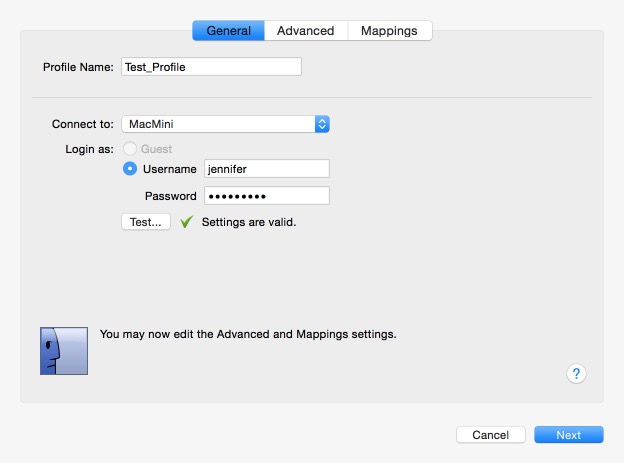 General Advanced Mappings
Profile Name: Test_Profile
Connect to: MacMini
Login as: Guest
Username jennifer
Password •••••••••
Test... Settings are valid.
You may now edit the Advanced and Mappings settings.
?
Cancel Next